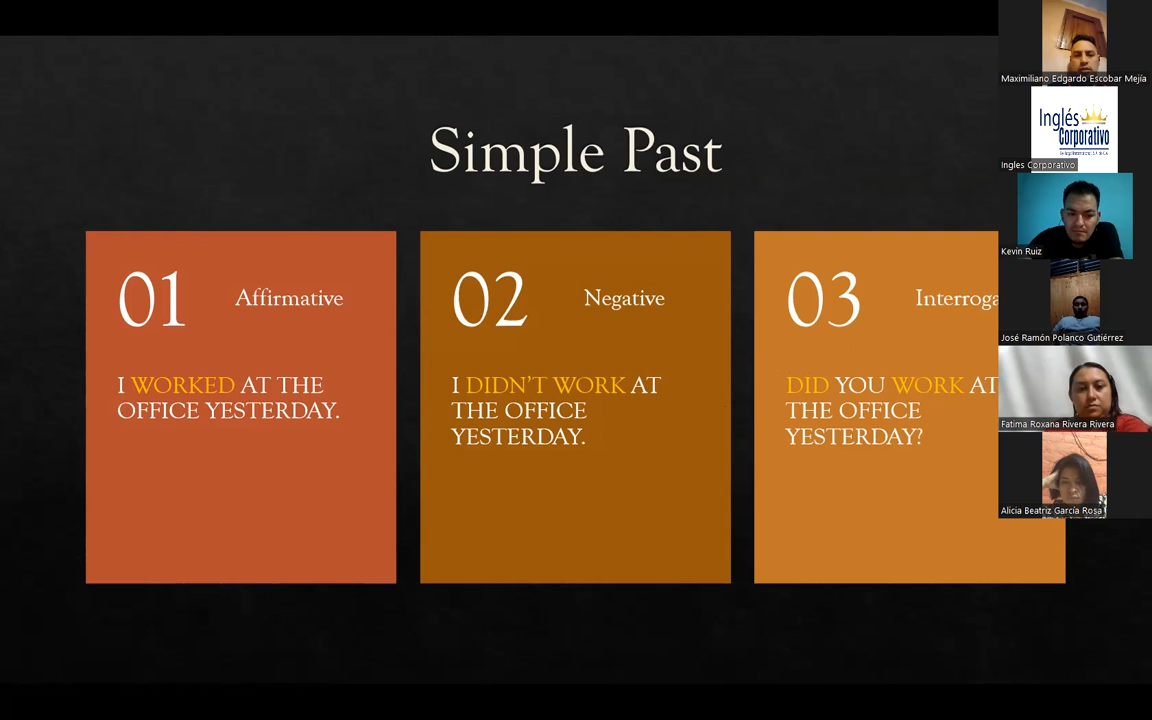 Simple Past
01
Affirmative
I WORKED AT THE
OFFICE YESTERDAY.
02
Negative
I DIDN'T WORK AT
THE OFFICE
YESTERDAY.
03
Interroga
DID YOU WORK AT
THE OFFICE
YESTERDAY?
Maximiliano Edgardo Escobar Mejía
Inglés
Corporativo
Ingles Corporativo
Kevin Ruiz
José Ramón Polanco Gutiérrez
Fatima Roxana Rivera Rivera
Alicia Beatriz García Rosa